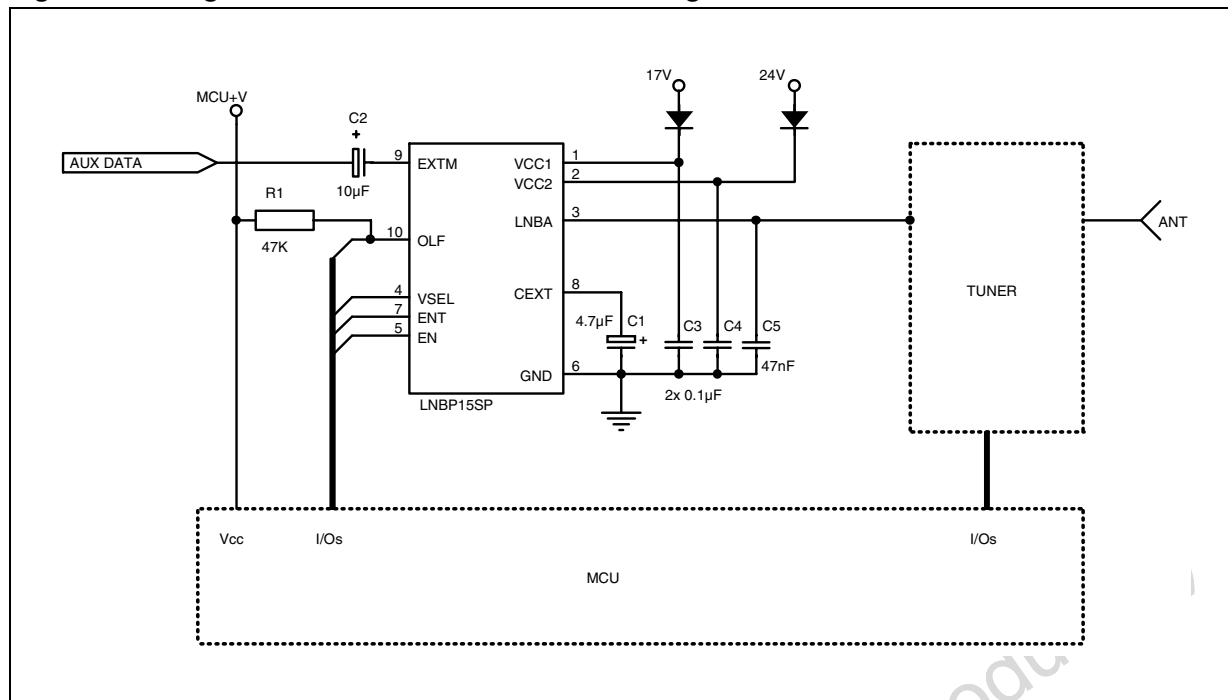 17V
24V
MCU+V
C2
+
AUX DATA
9
EXTM
VCC1
1
VCC2
2
10µF
R1
LNBA
3
ANT
47K
10
OLF
TUNER
4
VSEL
CEXT
8
7
ENT
4.7µF
C1
+
C3
C4
C5
5
EN
47nF
GND
6
2x 0.1µF
LNBP15SP
Vcc
I/Os
I/Os
MCU